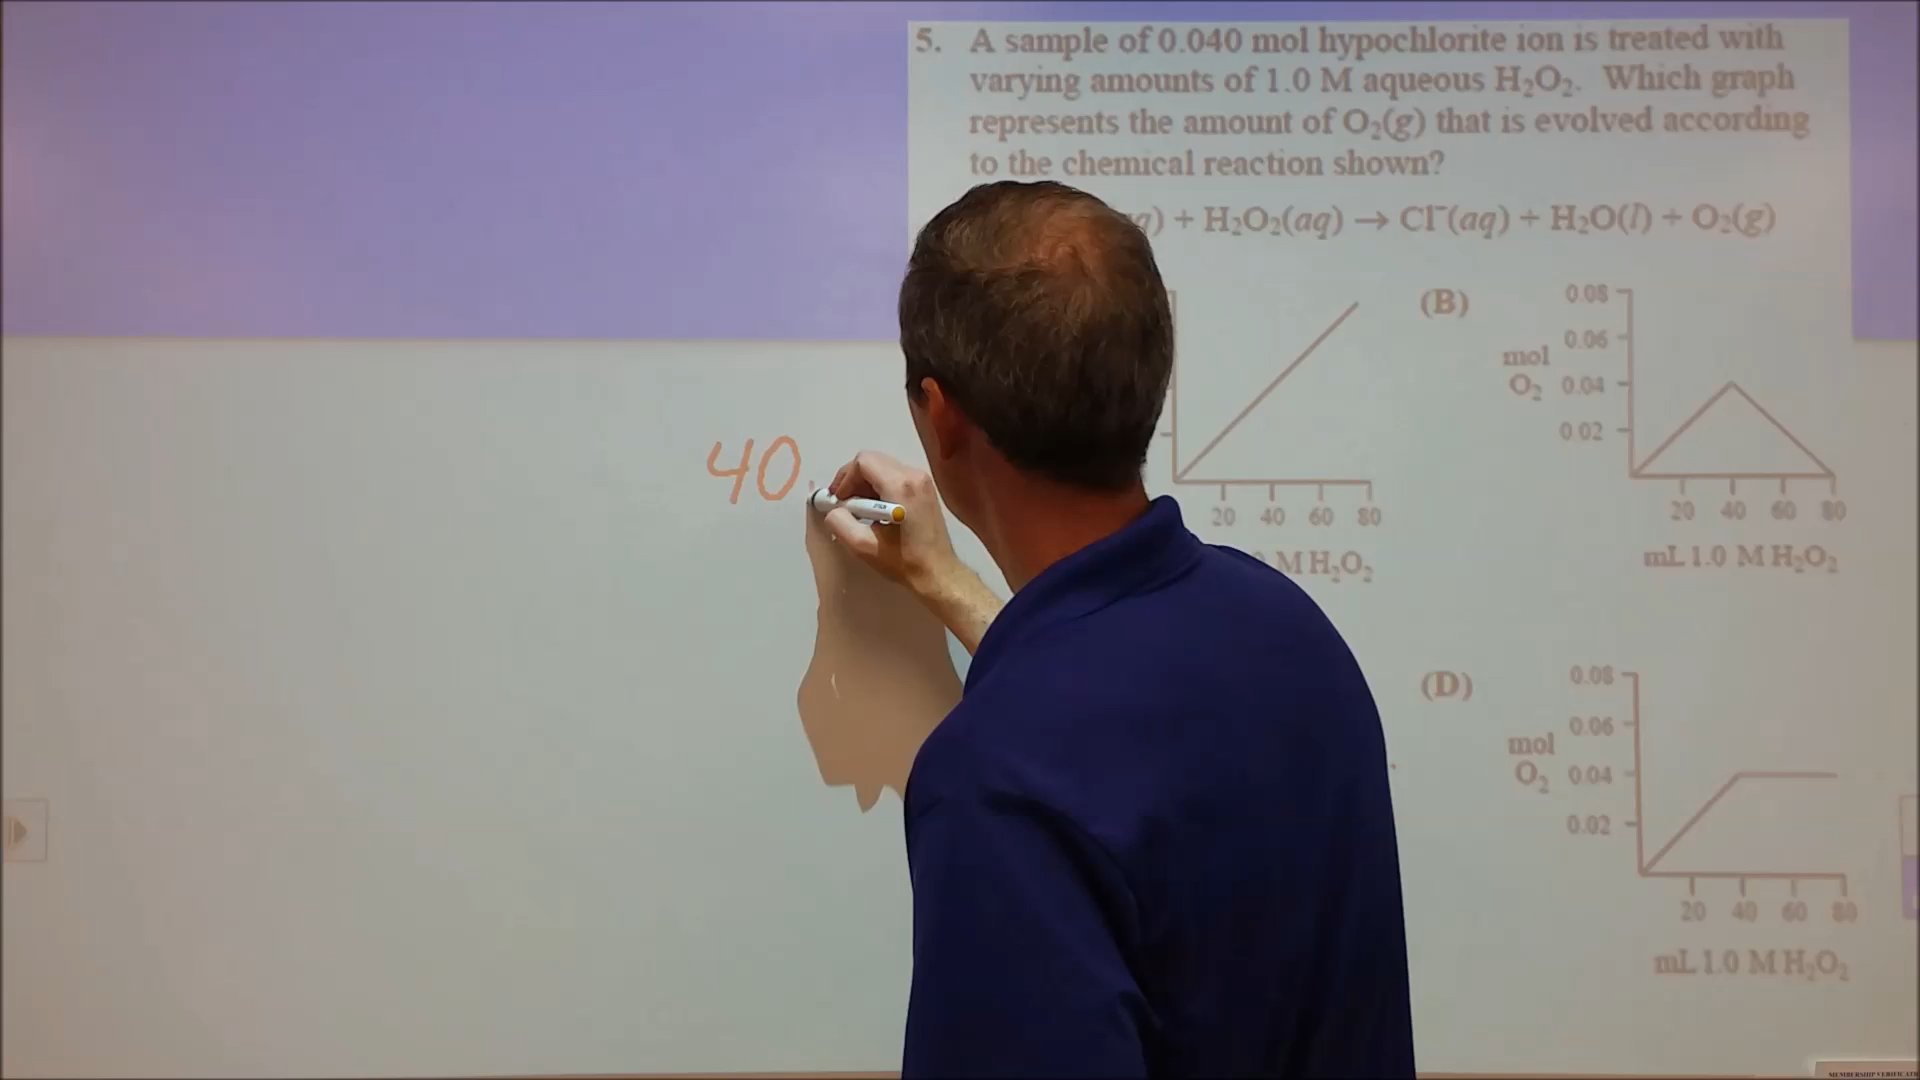 5. A sample of 0.040 mol hypochlorite ion is treated with
varying amounts of 1.0 M aqueous H₂O₂. Which graph
represents the amount of O₂(g) that is evolved according
to the chemical reaction shown?
+ H₂O₂(aq) → Cl⁻(aq) + H₂O(l) + O₂(g)
40.
20 40 60 80
M H₂O₂
(B)
mol
O₂
0.08
0.06
0.04
0.02
20 40 60 80
mL 1.0 M H₂O₂
(D)
mol
O₂
0.08
0.06
0.04
0.02
20 40 60 80
mL 1.0 M H₂O₂